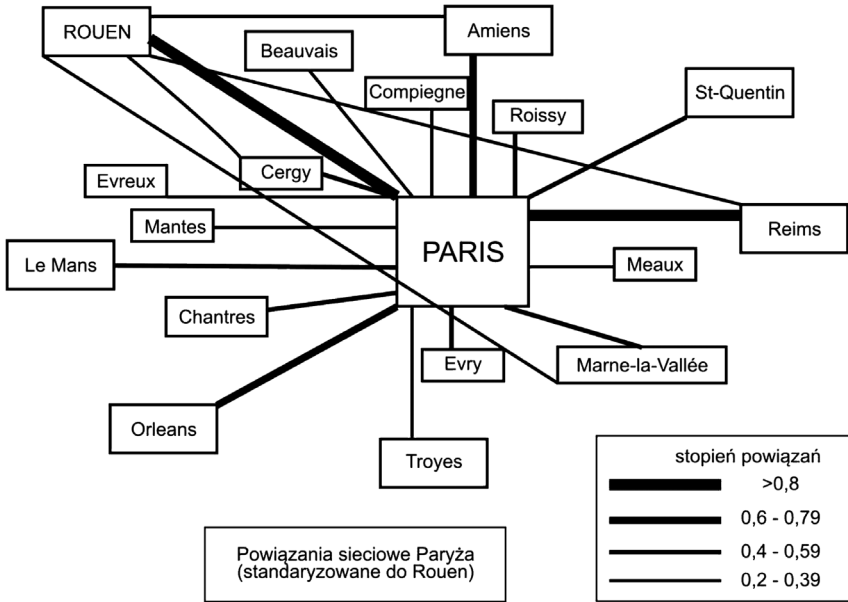 ROUEN
Amiens
Beauvais
Compiegne
St-Quentin
Roissy
Evreux
Cergy
Mantes
Reims
PARIS
Le Mans
Meaux
Chantres
Evry
Marne-la-Vallée
Orleans
Troyes
stopień powiązań
>0,8
0,6 - 0,79
0,4 - 0,59
0,2 - 0,39
Powiązania sieciowe Paryża
(standaryzowane do Rouen)